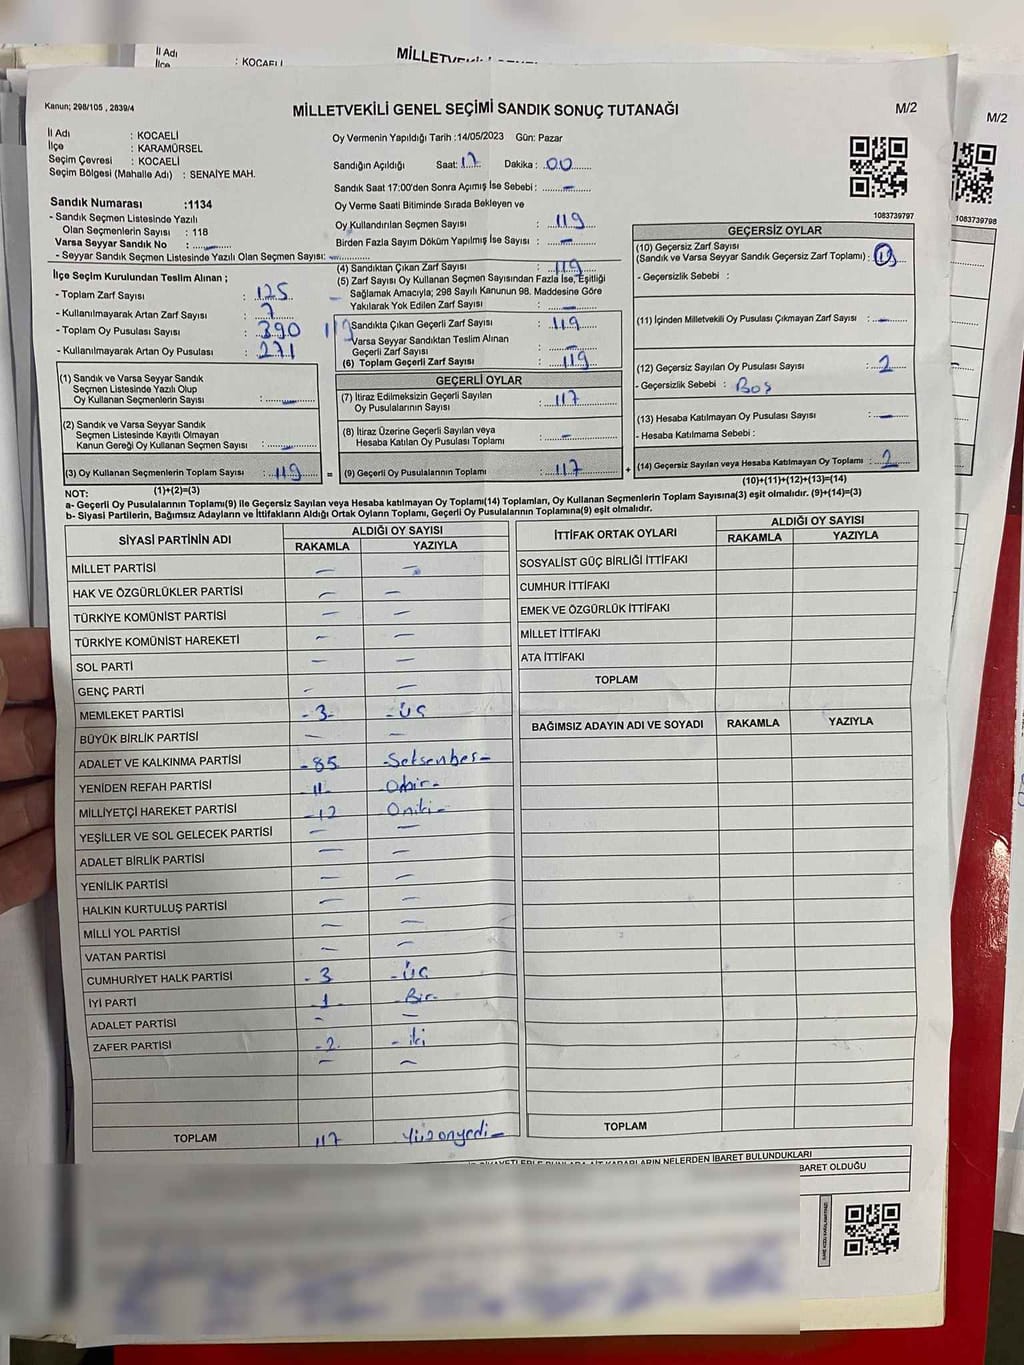 İl Adı
İlçe : KOCAELİ
MİLLETV
Kanun; 298/105 , 2839/4
MİLLETVEKİLİ GENEL SEÇİMİ SANDIK SONUÇ TUTANAĞI
M/2
M/2
İl Adı : KOCAELİ
İlçe : KARAMÜRSEL
Seçim Çevresi : KOCAELİ
Seçim Bölgesi (Mahalle Adı) : SENAİYE MAH.
Oy Vermenin Yapıldığı Tarih :14/05/2023 Gün: Pazar
Sandığın Açıldığı Saat: 17 Dakika : 00
Sandık Saat 17:00'den Sonra Açımış İse Sebebi : –
Oy Verme Saati Bitiminde Sırada Bekleyen ve
Oy Kullandırılan Seçmen Sayısı : 119
Birden Fazla Sayım Döküm Yapılmış İse Sayısı : –
1083739797
1083739798
Sandık Numarası :1134
- Sandık Seçmen Listesinde Yazılı
Olan Seçmenlerin Sayısı : 118
Varsa Seyyar Sandık No : –
- Seyyar Sandık Seçmen Listesinde Yazılı Olan Seçmen Sayısı: –
İlçe Seçim Kurulundan Teslim Alınan ;
- Toplam Zarf Sayısı : 125
- Kullanılmayarak Artan Zarf Sayısı : 7
- Toplam Oy Pusulası Sayısı : 390
- Kullanılmayarak Artan Oy Pusulası : 271
(1) Sandık ve Varsa Seyyar Sandık
Seçmen Listesinde Yazılı Olup
Oy Kullanan Seçmenlerin Sayısı : –
(2) Sandık ve Varsa Seyyar Sandık
Seçmen Listesinde Kayıtlı Olmayan
Kanun Gereği Oy Kullanan Seçmen Sayısı : –
(3) Oy Kullanan Seçmenlerin Toplam Sayısı : 119 =
(1)+(2)=(3)
(4) Sandıktan Çıkan Zarf Sayısı : 119
(5) Zarf Sayısı Oy Kullanan Seçmen Sayısından Fazla İse, Eşitliği
– Sağlamak Amacıyla; 298 Sayılı Kanunun 98. Maddesine Göre
Yakılarak Yok Edilen Zarf Sayısı : –
119 Sandıkta Çıkan Geçerli Zarf Sayısı : 119
Varsa Seyyar Sandıktan Teslim Alınan
Geçerli Zarf Sayısı : –
(6) Toplam Geçerli Zarf Sayısı : 119
GEÇERLİ OYLAR
(7) İtiraz Edilmeksizin Geçerli Sayılan
Oy Pusulalarının Sayısı : 117
(8) İtiraz Üzerine Geçerli Sayılan veya
Hesaba Katılan Oy Pusulası Toplamı : –
(9) Geçerli Oy Pusulalarının Toplamı : 117 +
GEÇERSİZ OYLAR
(10) Geçersiz Zarf Sayısı
(Sandık ve Varsa Seyyar Sandık Geçersiz Zarf Toplamı) :
- Geçersizlik Sebebi :
(11) İçinden Milletvekili Oy Pusulası Çıkmayan Zarf Sayısı : –
(12) Geçersiz Sayılan Oy Pusulası Sayısı : 2
- Geçersizlik Sebebi : Boş
(13) Hesaba Katılmayan Oy Pusulası Sayısı : –
- Hesaba Katılmama Sebebi :
(14) Geçersiz Sayılan veya Hesaba Katılmayan Oy Toplamı : 2
(10)+(11)+(12)+(13)=(14)
NOT:
a- Geçerli Oy Pusulalarının Toplamı(9) ile Geçersiz Sayılan veya Hesaba katılmayan Oy Toplamı(14) Toplamları, Oy Kullanan Seçmenlerin Toplam Sayısına(3) eşit olmalıdır. (9)+(14)=(3)
b- Siyasi Partilerin, Bağımsız Adayların ve İttifakların Aldığı Ortak Oyların Toplamı, Geçerli Oy Pusulalarının Toplamına(9) eşit olmalıdır.
SİYASİ PARTİNİN ADI ALDIĞI OY SAYISI
RAKAMLA YAZIYLA
MİLLET PARTİSİ – –
HAK VE ÖZGÜRLÜKLER PARTİSİ – –
TÜRKİYE KOMÜNİST PARTİSİ – –
TÜRKİYE KOMÜNİST HAREKETİ – –
SOL PARTİ – –
GENÇ PARTİ – –
MEMLEKET PARTİSİ -3- -üç
BÜYÜK BİRLİK PARTİSİ – –
ADALET VE KALKINMA PARTİSİ -85 -Seksenbeş-
YENİDEN REFAH PARTİSİ -11 -Onbir-
MİLLİYETÇİ HAREKET PARTİSİ -12 Oniki-
YEŞİLLER VE SOL GELECEK PARTİSİ – –
ADALET BİRLİK PARTİSİ – –
YENİLİK PARTİSİ – –
HALKIN KURTULUŞ PARTİSİ – –
MİLLİ YOL PARTİSİ – –
VATAN PARTİSİ – –
CUMHURİYET HALK PARTİSİ -3 -üç
İYİ PARTİ 1 -Bir-
ADALET PARTİSİ – –
ZAFER PARTİSİ -2 -iki
– –
TOPLAM 117 Yüzonyedi-
İTTİFAK ORTAK OYLARI ALDIĞI OY SAYISI
RAKAMLA YAZIYLA
SOSYALİST GÜÇ BİRLİĞİ İTTİFAKI
CUMHUR İTTİFAKI
EMEK VE ÖZGÜRLÜK İTTİFAKI
MİLLET İTTİFAKI
ATA İTTİFAKI
TOPLAM
BAĞIMSIZ ADAYIN ADI VE SOYADI RAKAMLA YAZIYLA
TOPLAM
NELERDEN İBARET BULUNDUKLARI
BARET OLDUĞU